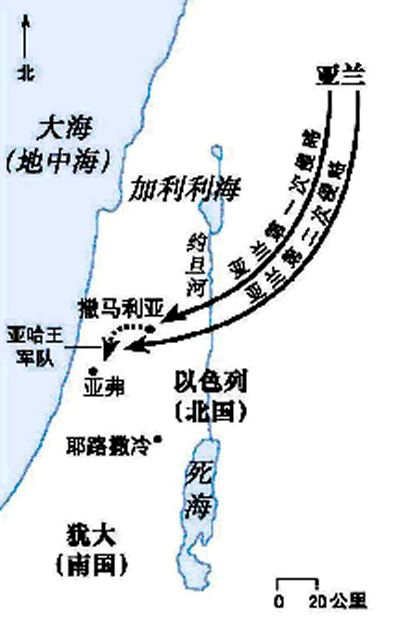 北
亚兰
大海
(地中海)
加利利海
亚兰第一次侵略
亚兰第二次侵略
约旦河
撒马利亚
亚哈王
军队
亚弗
以色列
(北国)
耶路撒冷
死海
犹大
(南国)
0 20公里